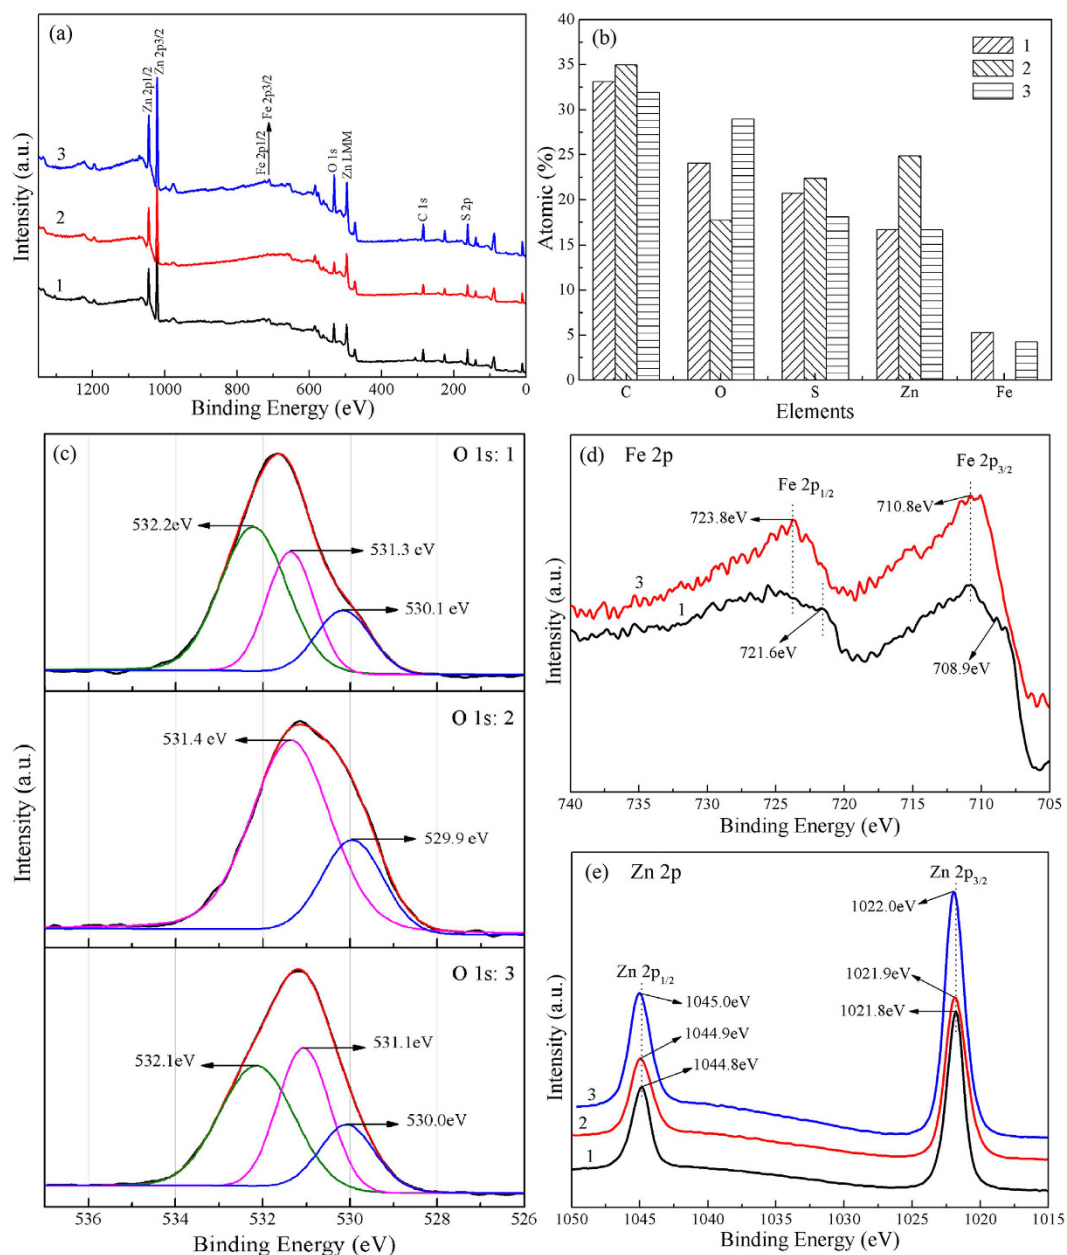 (a)
Zn 2p1/2
Zn 2p3/2
Fe 2p1/2
Fe 2p3/2
O 1s
Zn LMM
C 1s
S 2p
3
2
1
Intensity (a.u.)
1200 1000 800 600 400 200 0
Binding Energy (eV)
(b)
1
2
3
40
35
30
25
20
15
10
5
0
Atomic (%)
C O S Zn Fe
Elements
(c)
O 1s: 1
532.2eV
531.3 eV
530.1 eV
O 1s: 2
531.4 eV
529.9 eV
O 1s: 3
532.1eV
531.1eV
530.0eV
Intensity (a.u.)
536 534 532 530 528 526
Binding Energy (eV)
(d) Fe 2p
Fe 2p1/2
Fe 2p3/2
723.8eV
710.8eV
3
1
721.6eV
708.9eV
Intensity (a.u.)
740 735 730 725 720 715 710 705
Binding Energy (eV)
(e) Zn 2p
Zn 2p3/2
1022.0eV
Zn 2p1/2
1021.9eV
1045.0eV
1021.8eV
1044.9eV
1044.8eV
3
2
1
Intensity (a.u.)
1050 1045 1040 1035 1030 1025 1020 1015
Binding Energy (eV)